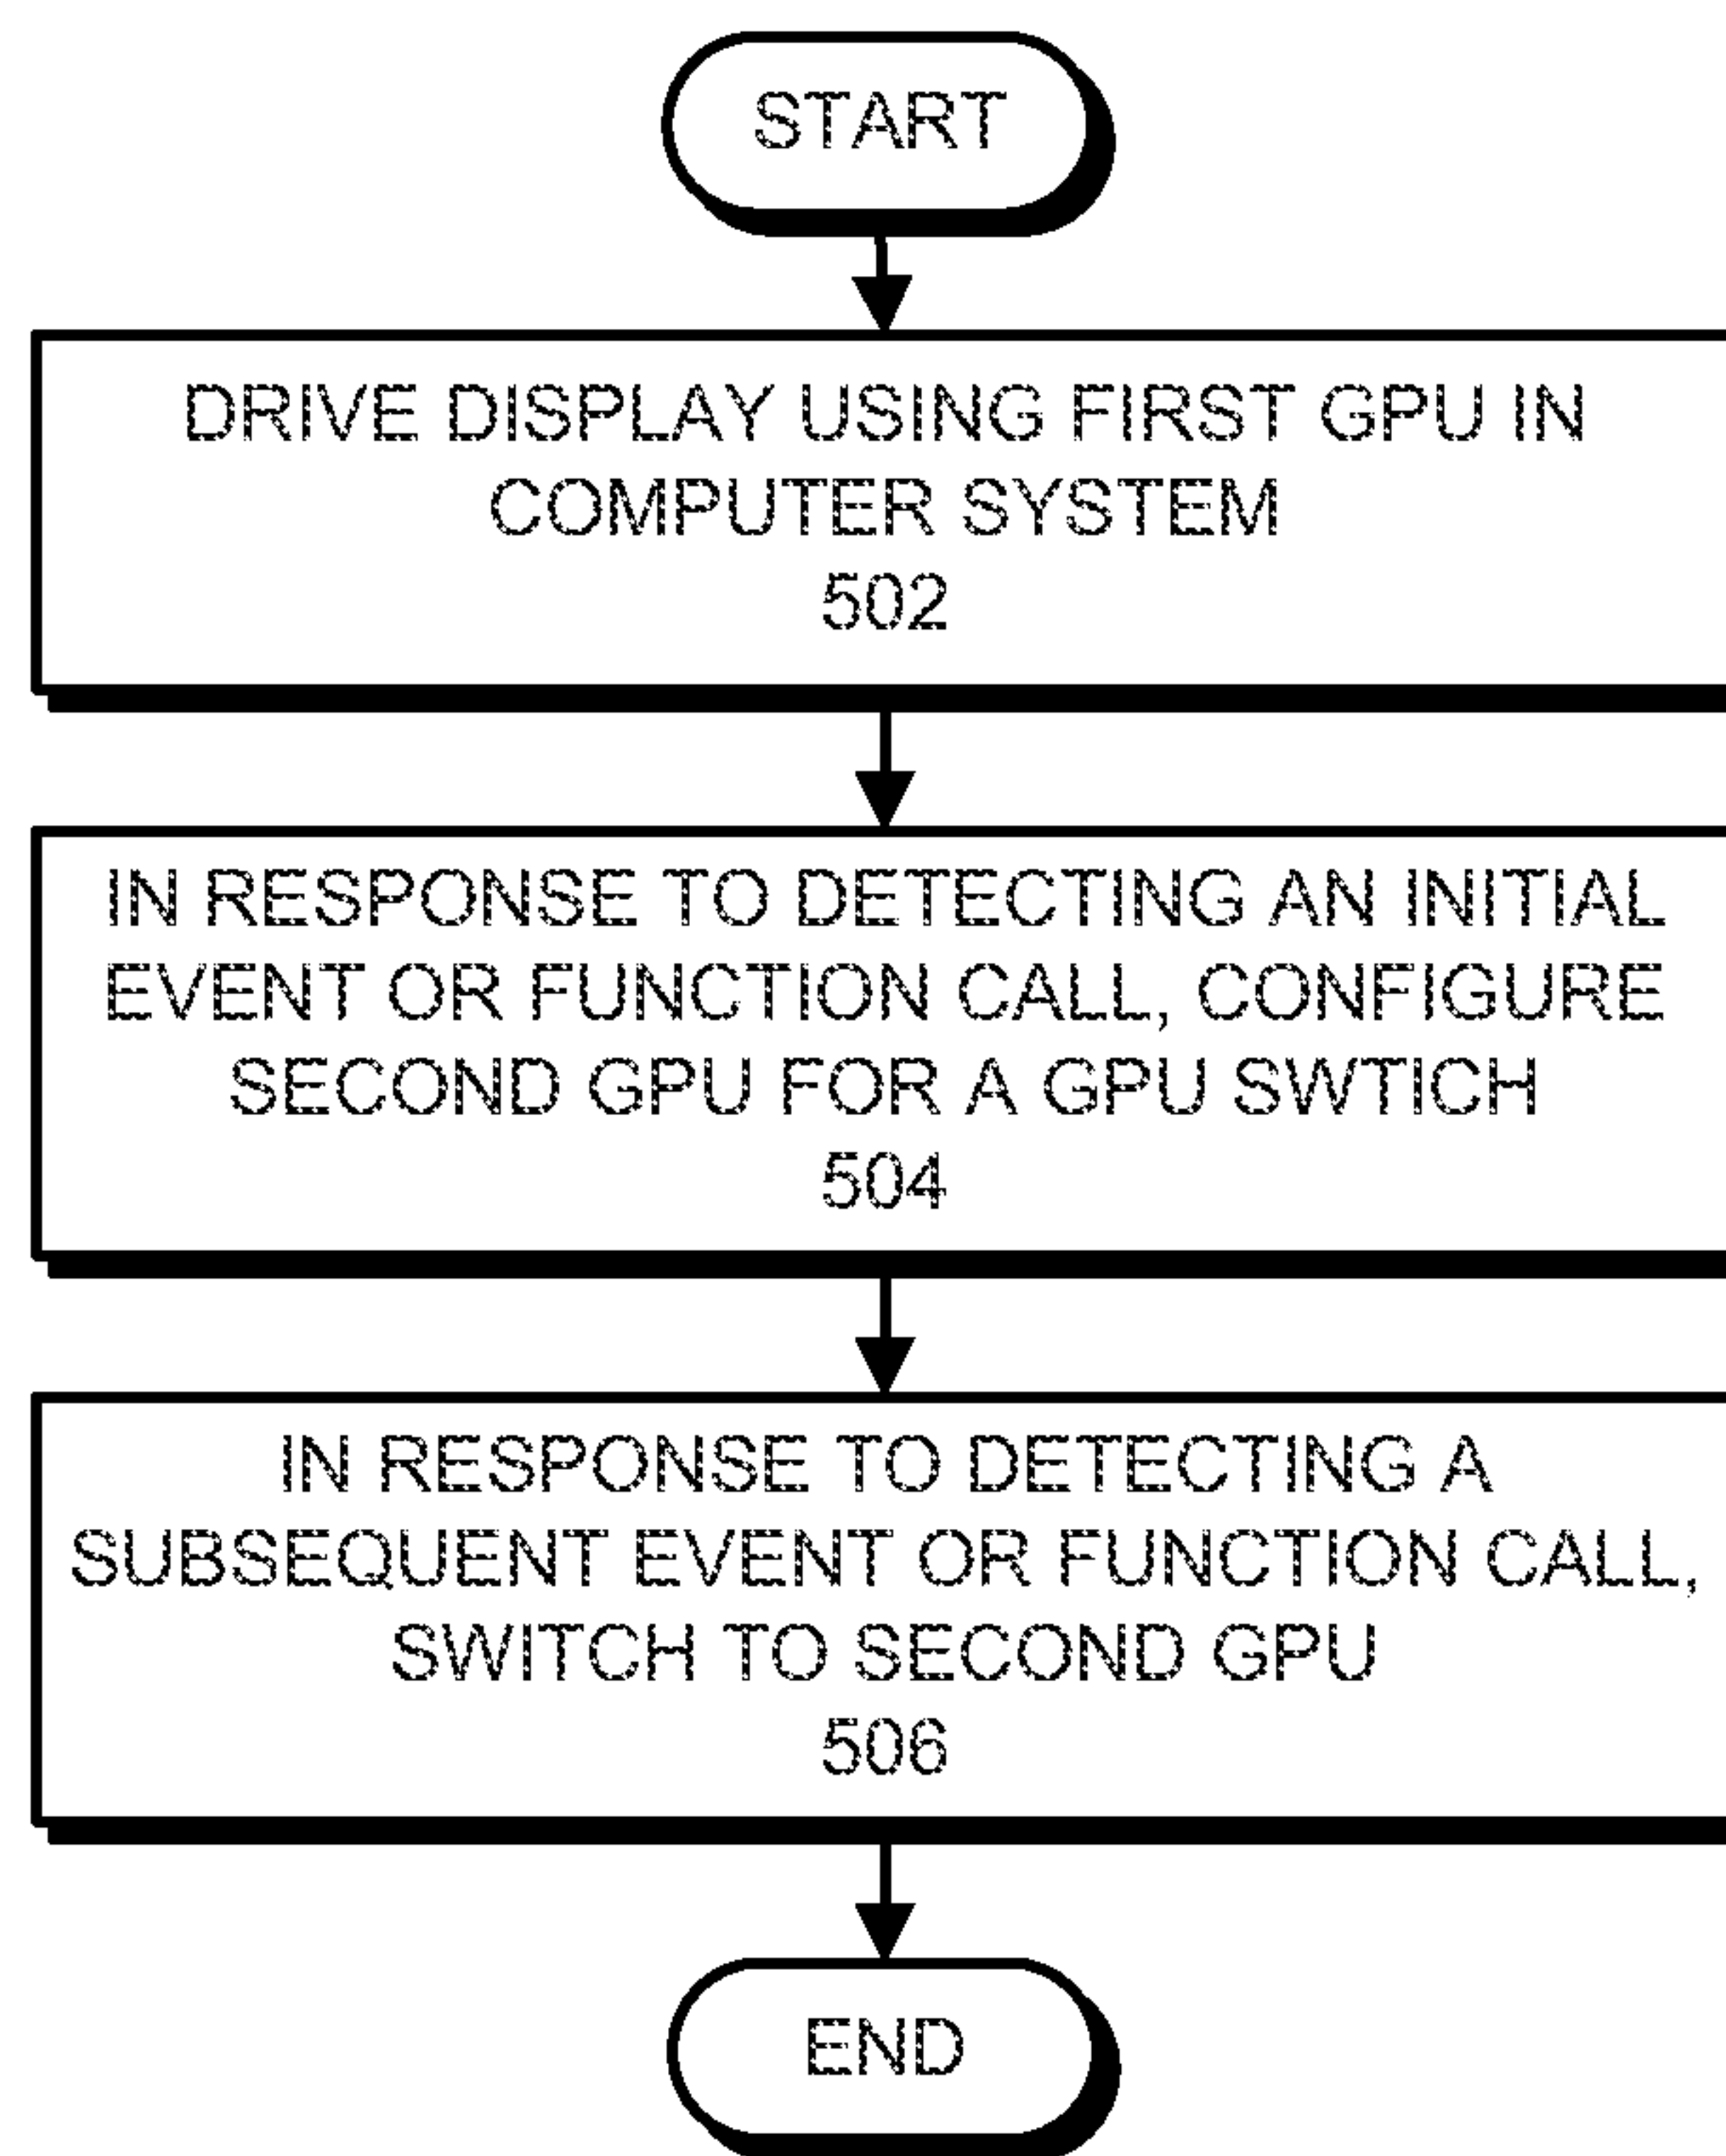 START
DRIVE DISPLAY USING FIRST GPU IN
COMPUTER SYSTEM
502
IN RESPONSE TO DETECTING AN INITIAL
EVENT OR FUNCTION CALL, CONFIGURE
SECOND GPU FOR A GPU SWTICH
504
IN RESPONSE TO DETECTING A
SUBSEQUENT EVENT OR FUNCTION CALL,
SWITCH TO SECOND GPU
506
END